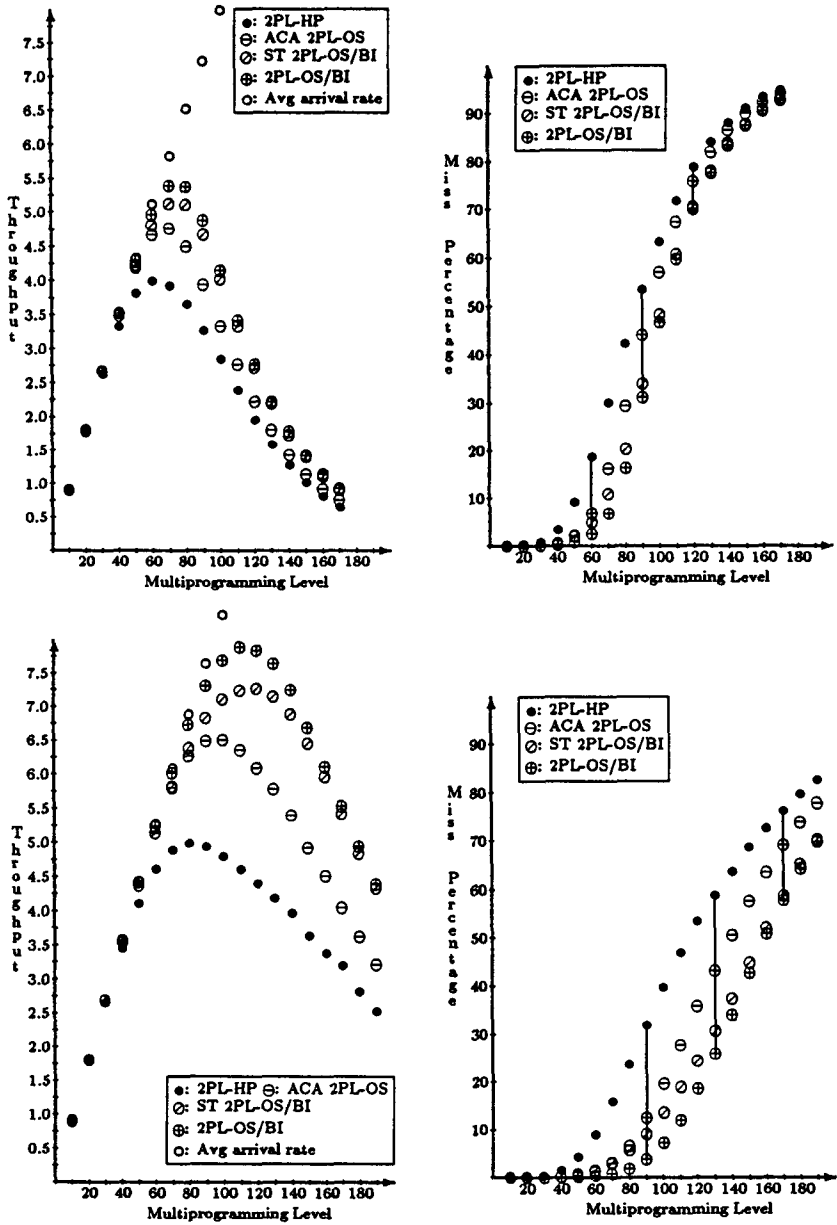 7.5
7.0
6.5
6.0
5.5
5.0
4.5
4.0
3.5
3.0
2.5
2.0
1.5
1.0
0.5
Throughput
●: 2PL-HP
⊖: ACA 2PL-OS
⊘: ST 2PL-OS/BI
⊕: 2PL-OS/BI
○: Avg arrival rate
20 40 60 80 100 120 140 160 180
Multiprogramming Level
90
80
70
60
50
40
30
20
10
Miss Percentage
●: 2PL-HP
⊖: ACA 2PL-OS
⊘: ST 2PL-OS/BI
⊕: 2PL-OS/BI
20 40 60 80 100 120 140 160 180
Multiprogramming Level
7.5
7.0
6.5
6.0
5.5
5.0
4.5
4.0
3.5
3.0
2.5
2.0
1.5
1.0
0.5
Throughput
●: 2PL-HP ⊖: ACA 2PL-OS
⊘: ST 2PL-OS/BI
⊕: 2PL-OS/BI
○: Avg arrival rate
20 40 60 80 100 120 140 160 180
Multiprogramming Level
90
80
70
60
50
40
30
20
10
Miss Percentage
●: 2PL-HP
⊖: ACA 2PL-OS
⊘: ST 2PL-OS/BI
⊕: 2PL-OS/BI
20 40 60 80 100 120 140 160 180
Multiprogramming Level